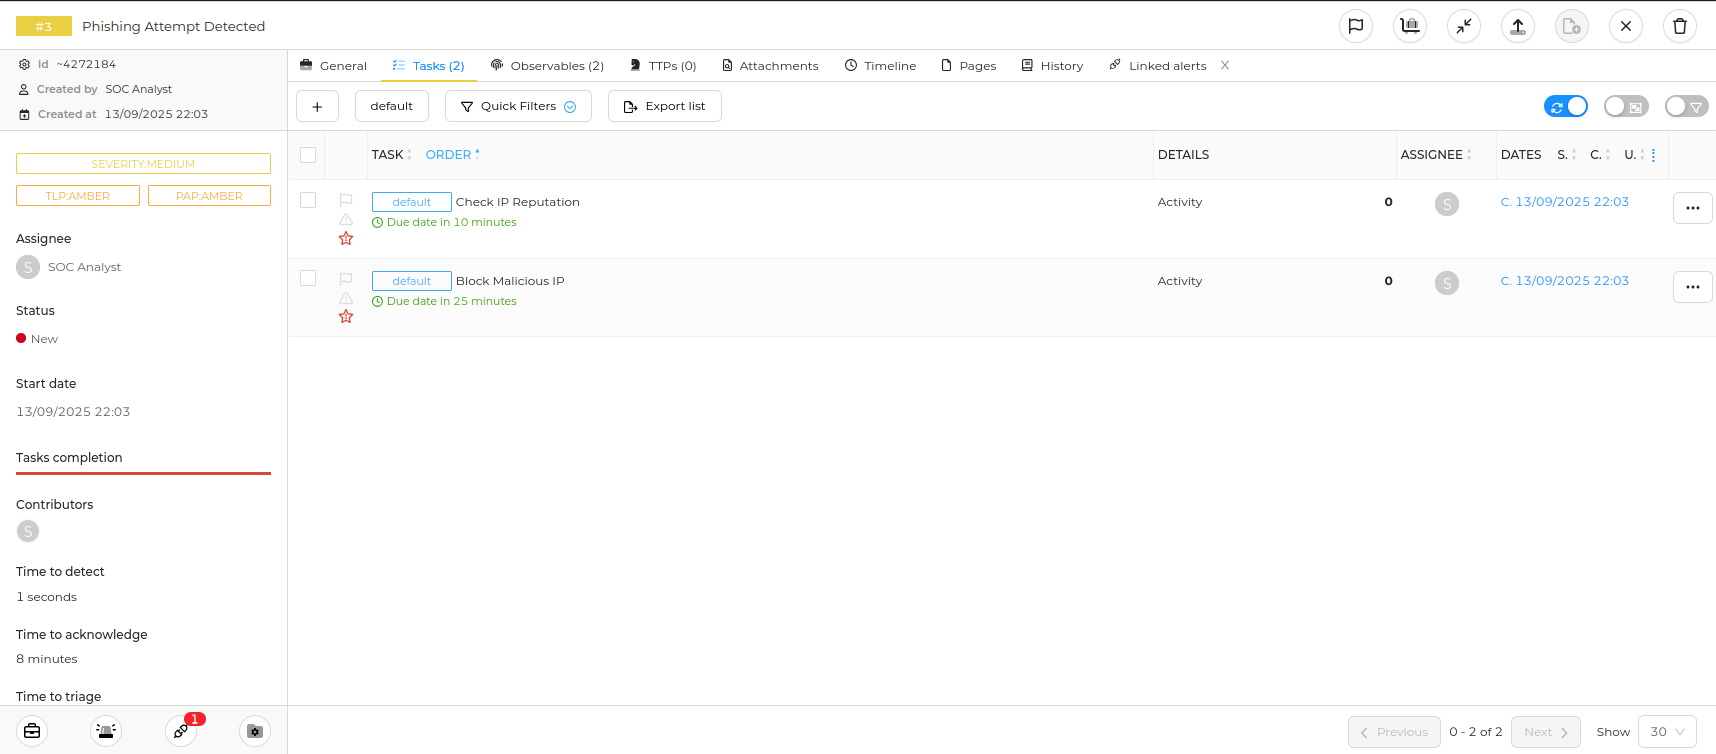 #3 Phishing Attempt Detected
id ~4272184
Created by SOC Analyst
Created at 13/09/2025 22:03
SEVERITY:MEDIUM
TLP:AMBER PAP:AMBER
Assignee
S SOC Analyst
Status
New
Start date
13/09/2025 22:03
Tasks completion
Contributors
S
Time to detect
1 seconds
Time to acknowledge
8 minutes
Time to triage
1
General Tasks (2) Observables (2) TTPs (0) Attachments Timeline Pages History Linked alerts
+ default Quick Filters Export list
TASK ORDER DETAILS ASSIGNEE DATES S. C. U.
default Check IP Reputation Activity 0 S C. 13/09/2025 22:03
Due date in 10 minutes
default Block Malicious IP Activity 0 S C. 13/09/2025 22:03
Due date in 25 minutes
Previous 0 - 2 of 2 Next Show 30